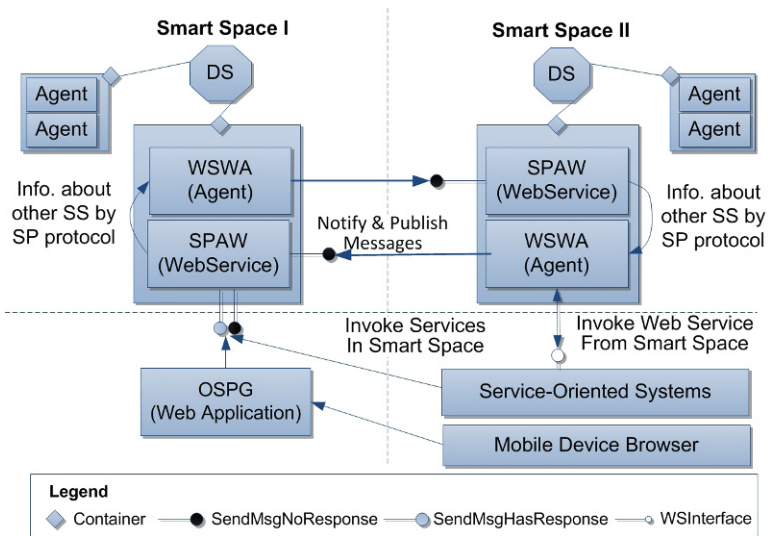 Smart Space I
Smart Space II
DS
DS
Agent
Agent
Agent
Agent
WSWA
(Agent)
SPAW
(WebService)
SPAW
(WebService)
WSWA
(Agent)
Info. about
other SS by
SP protocol
Info. about
other SS by
SP protocol
Notify & Publish
Messages
Invoke Services
In Smart Space
Invoke Web Service
From Smart Space
OSPG
(Web Application)
Service-Oriented Systems
Mobile Device Browser
Legend
Container
SendMsgNoResponse
SendMsgHasResponse
WSInterface